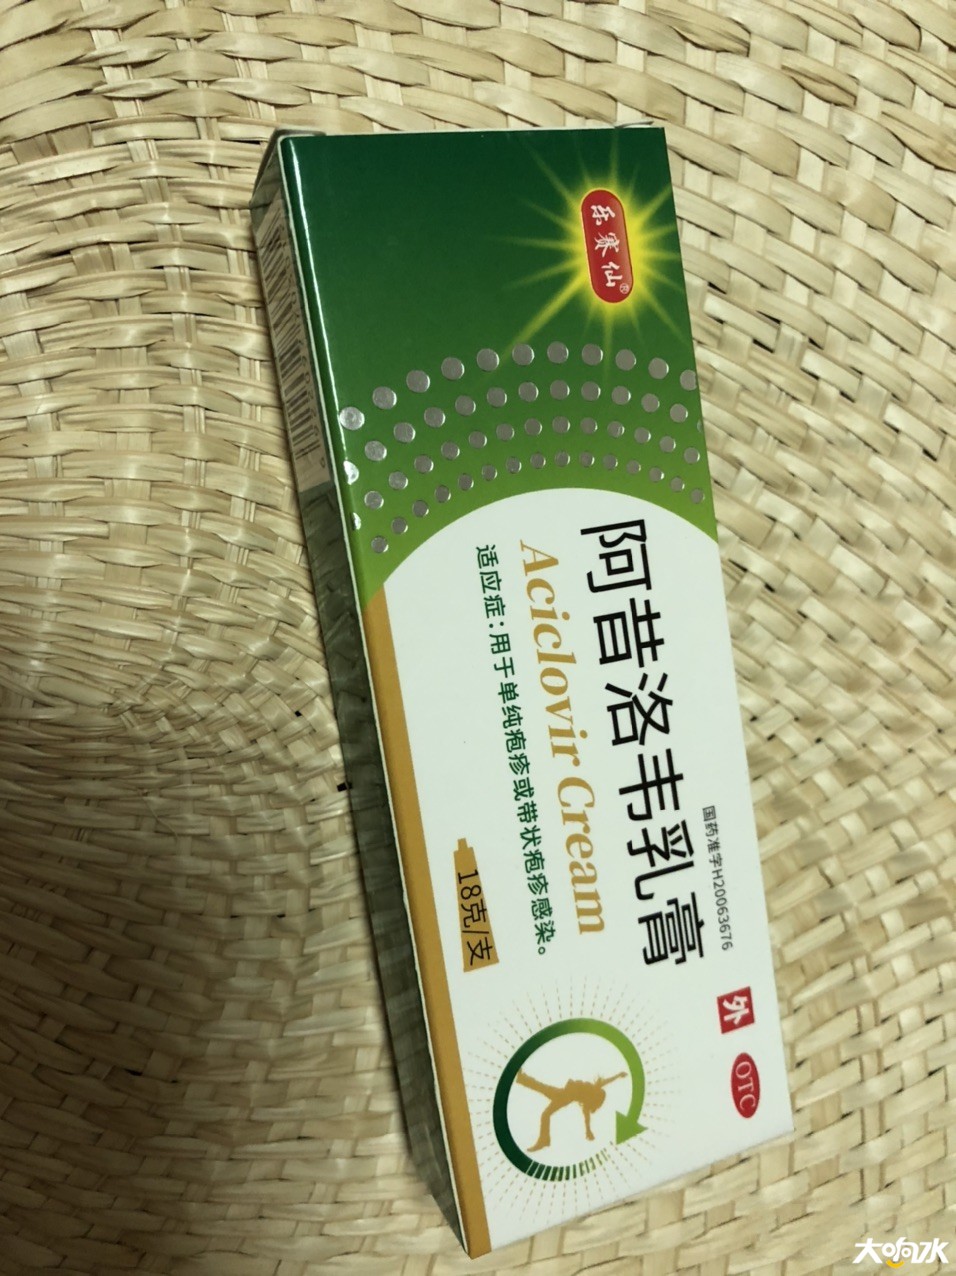 乐赛仙®
阿昔洛韦乳膏
Aciclovir Cream
适应症：用于单纯疱疹或带状疱疹感染。
国药准字H20063676
18克/支
外
OTC
大响水